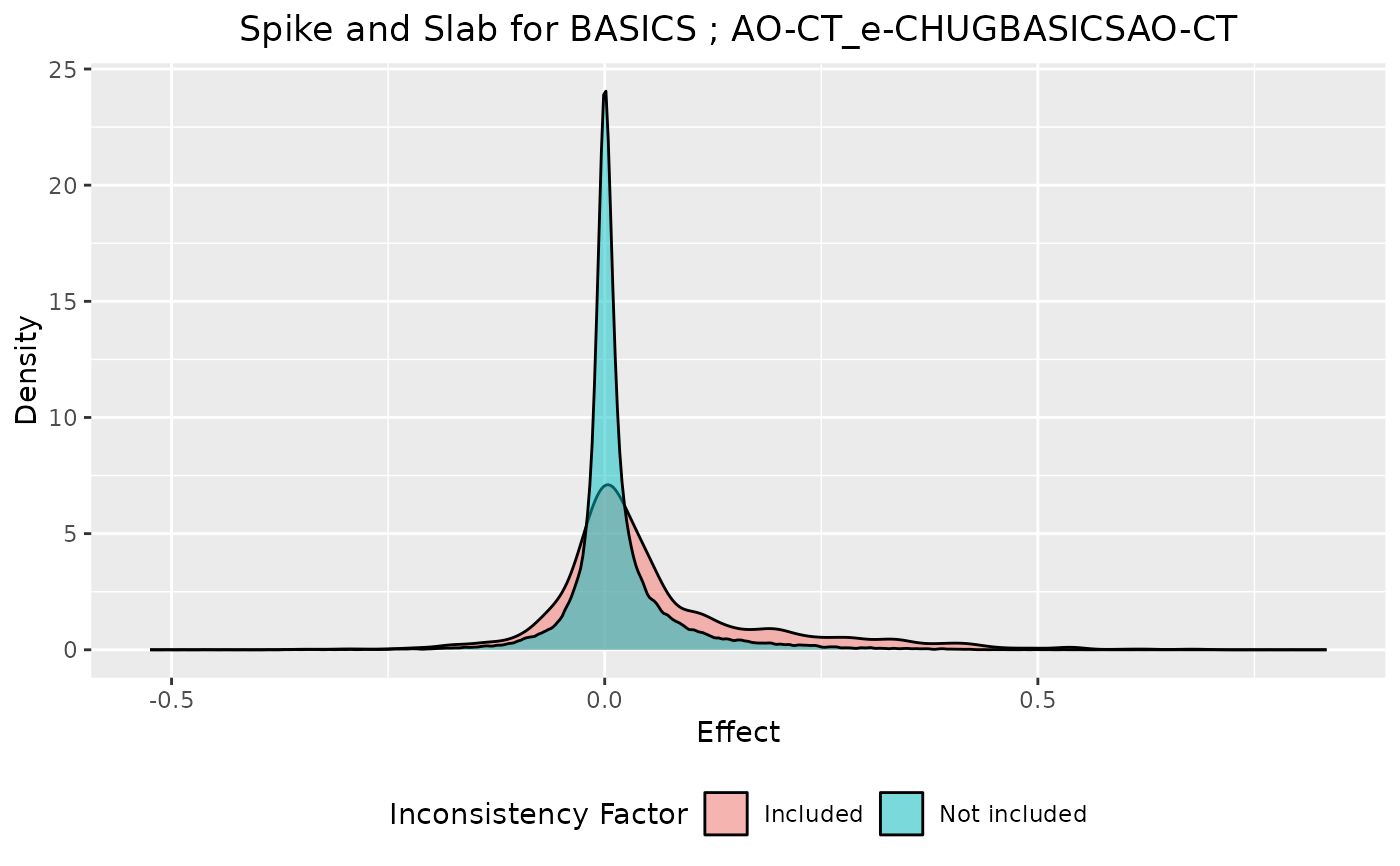 Spike and Slab for BASICS ; AO-CT_e-CHUGBASICSAO-CT
25
20
15
10
5
0
Density
-0.5 0.0 0.5
Effect
Inconsistency Factor Included Not included